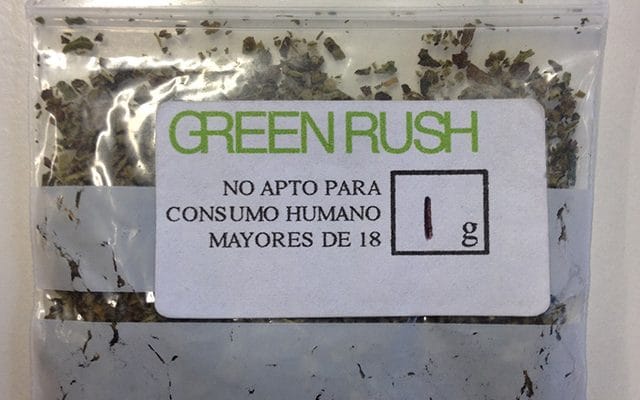 GREEN RUSH
NO APTO PARA
CONSUMO HUMANO
MAYORES DE 18
1 g